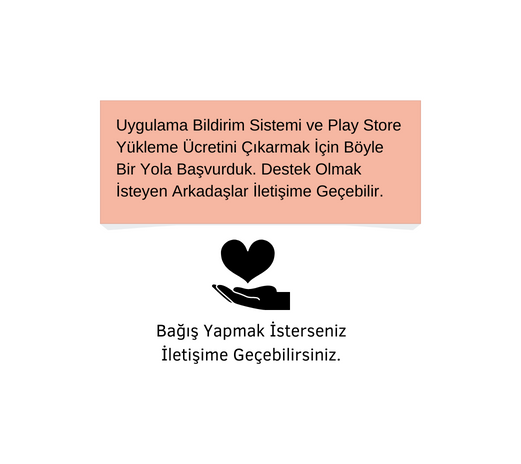 Uygulama Bildirim Sistemi ve Play Store
Yükleme Ücretini Çıkarmak İçin Böyle
Bir Yola Başvurduk. Destek Olmak
İsteyen Arkadaşlar İletişime Geçebilir.
Bağış Yapmak İsterseniz
İletişime Geçebilirsiniz.